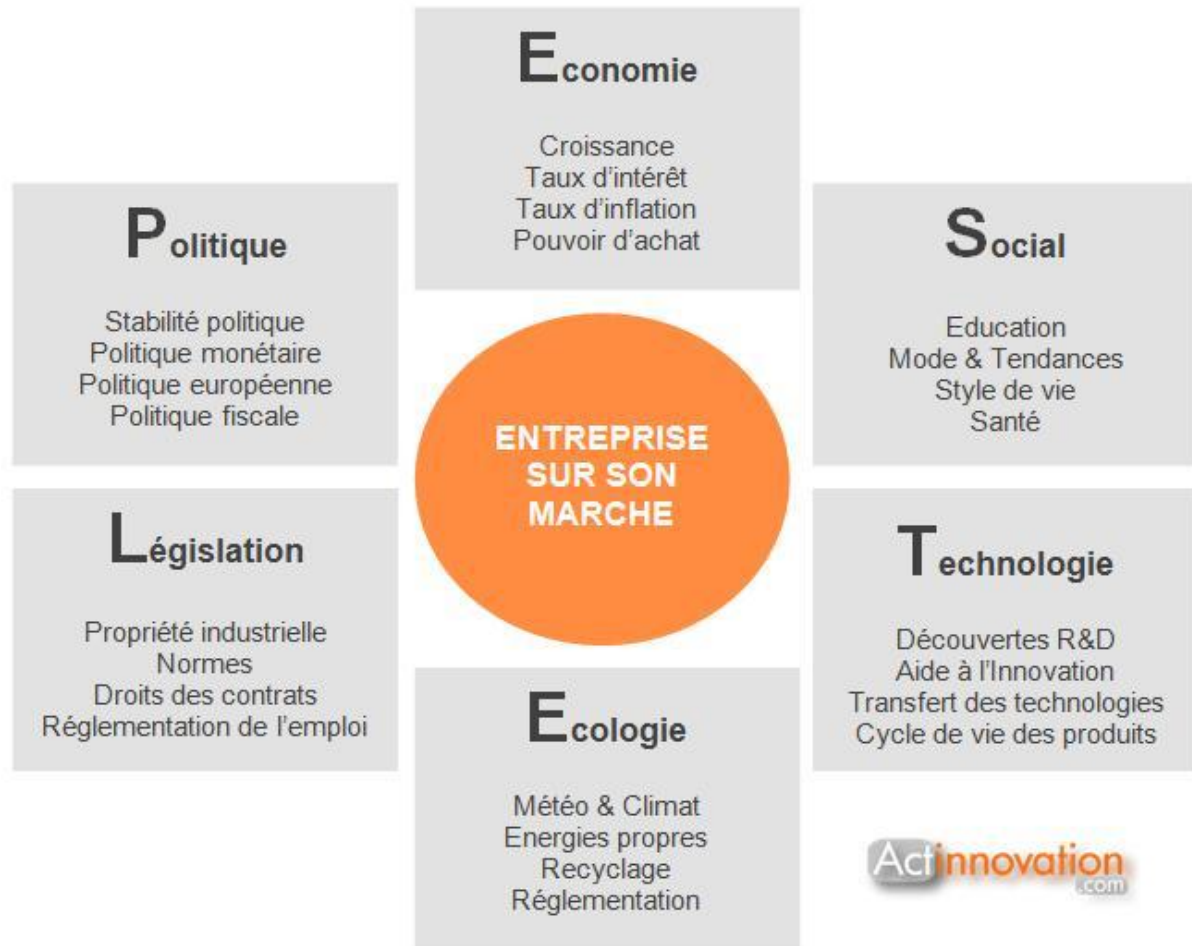 Economie
Croissance
Taux d'intérêt
Taux d'inflation
Pouvoir d'achat
Politique
Stabilité politique
Politique monétaire
Politique européenne
Politique fiscale
Social
Education
Mode & Tendances
Style de vie
Santé
ENTREPRISE
SUR SON
MARCHE
Législation
Propriété industrielle
Normes
Droits des contrats
Réglementation de l'emploi
Technologie
Découvertes R&D
Aide à l'Innovation
Transfert des technologies
Cycle de vie des produits
Ecologie
Météo & Climat
Energies propres
Recyclage
Réglementation
Actinnovation
.com